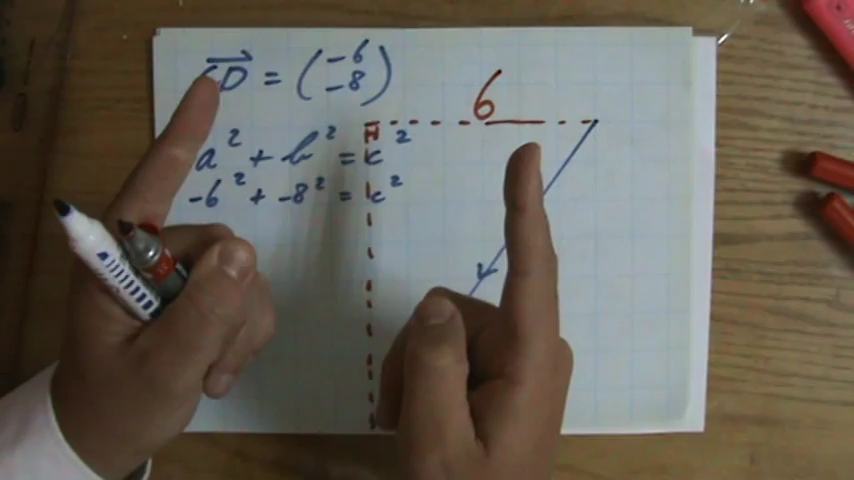 CD = (-6
-8)
6
a² + b² = c²
-6² + -8² = c²